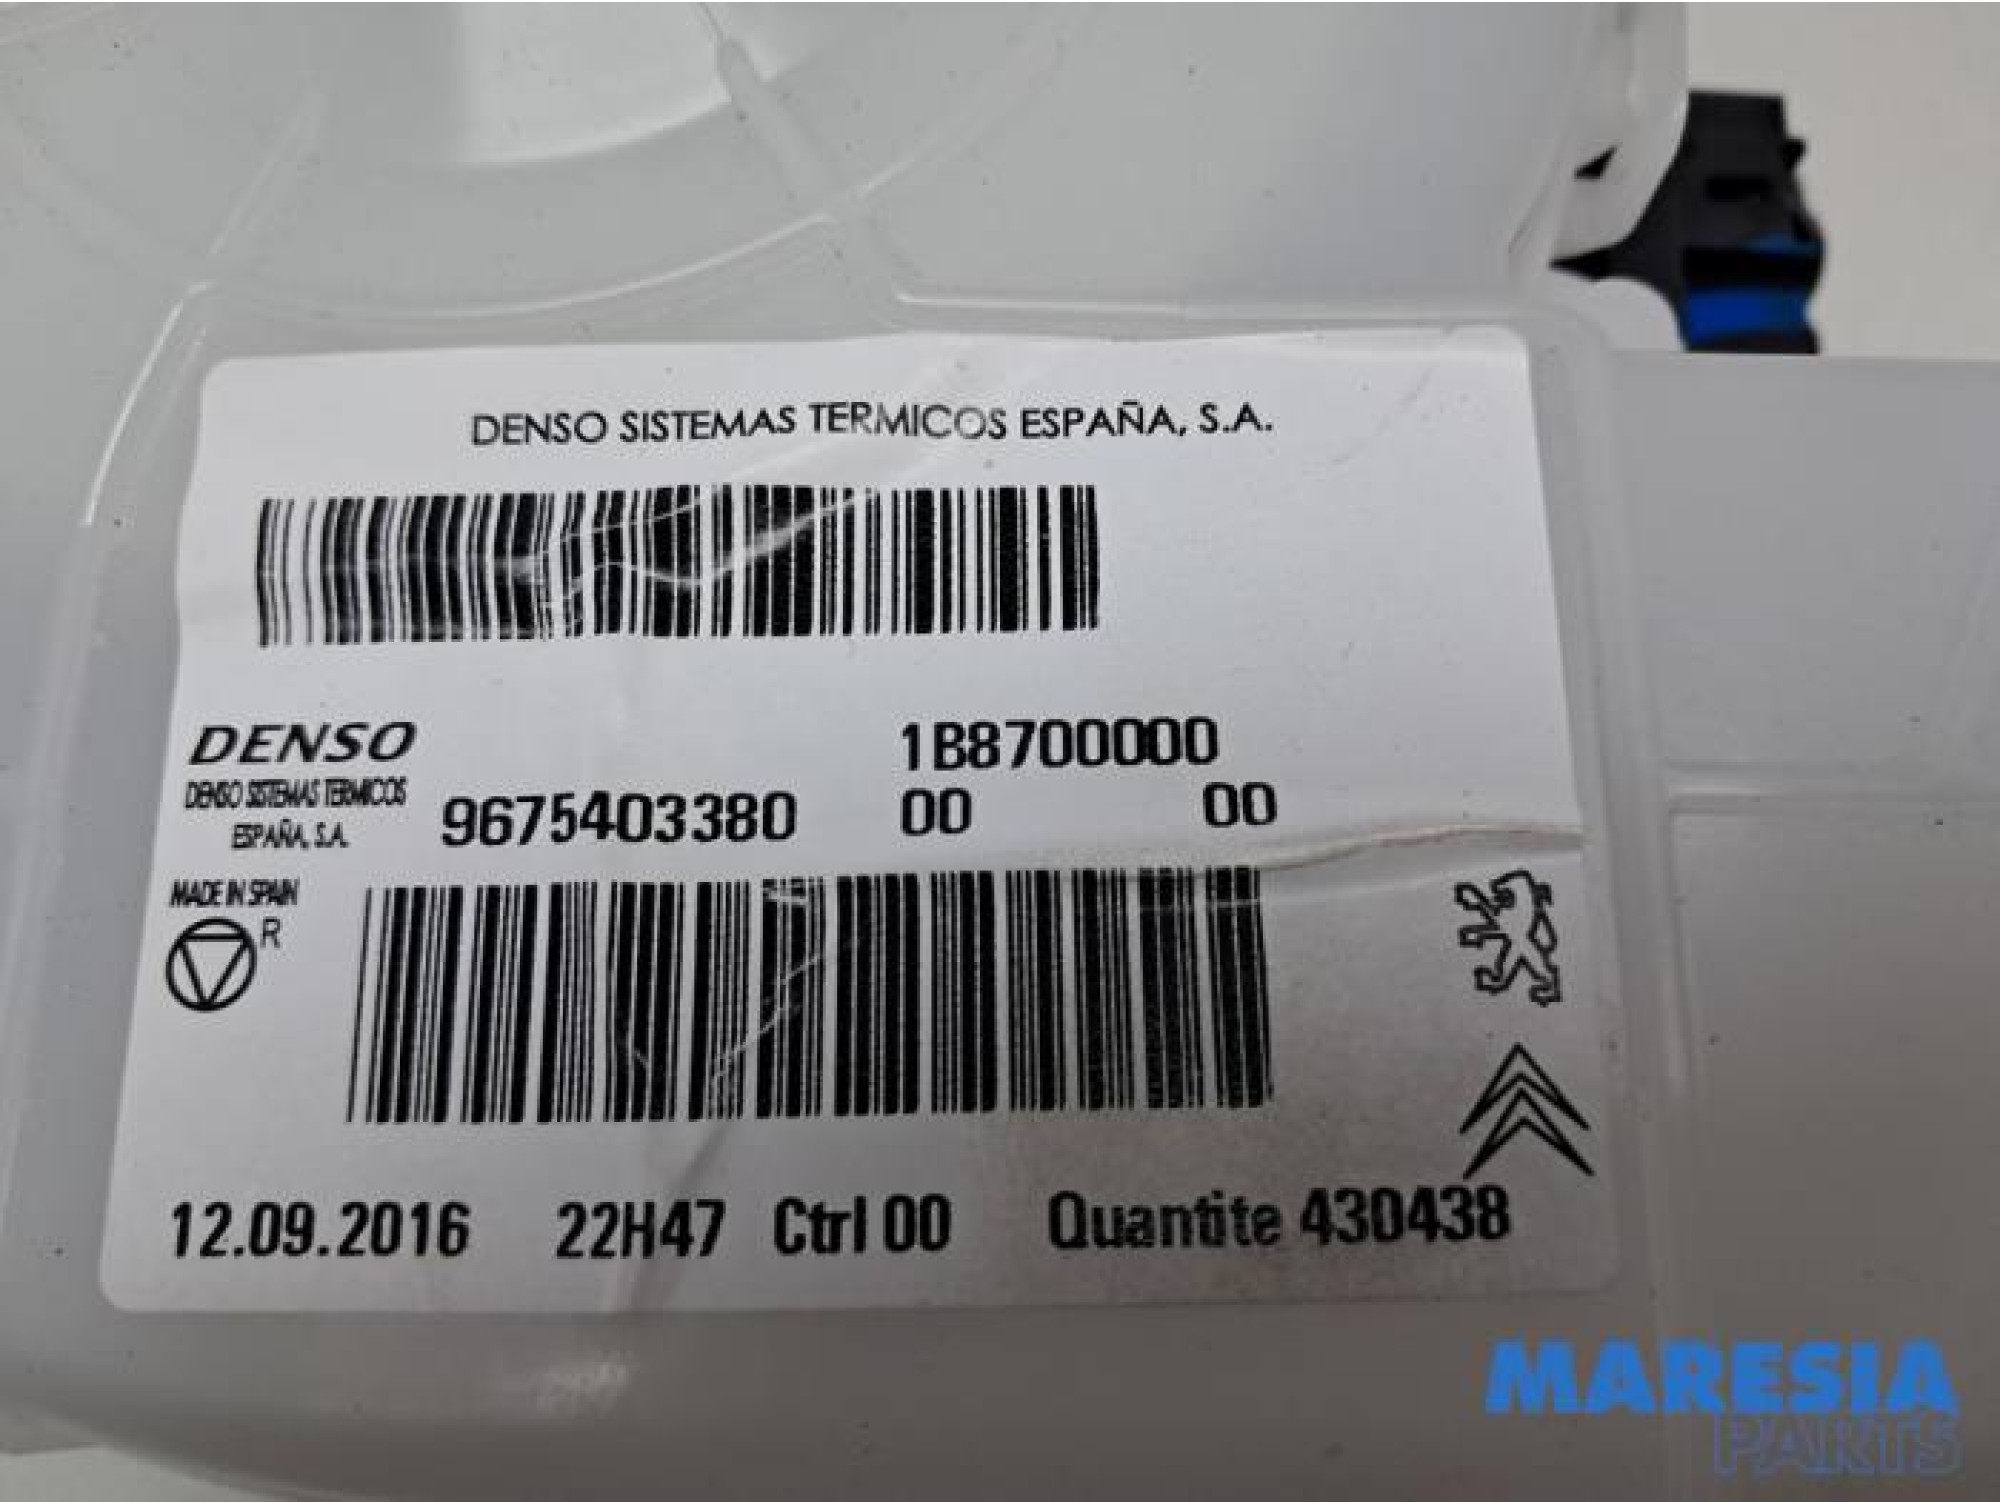 DENSO SISTEMAS TERMICOS ESPAÑA, S.A.
DENSO
DENSO SISTEMAS TERMICOS
ESPAÑA, S.A.
1B8700000
9675403380 00 00
MADE IN SPAIN
R
12.09.2016 22H47 Ctrl 00 Quantite 430438
MARESIA
PARTS